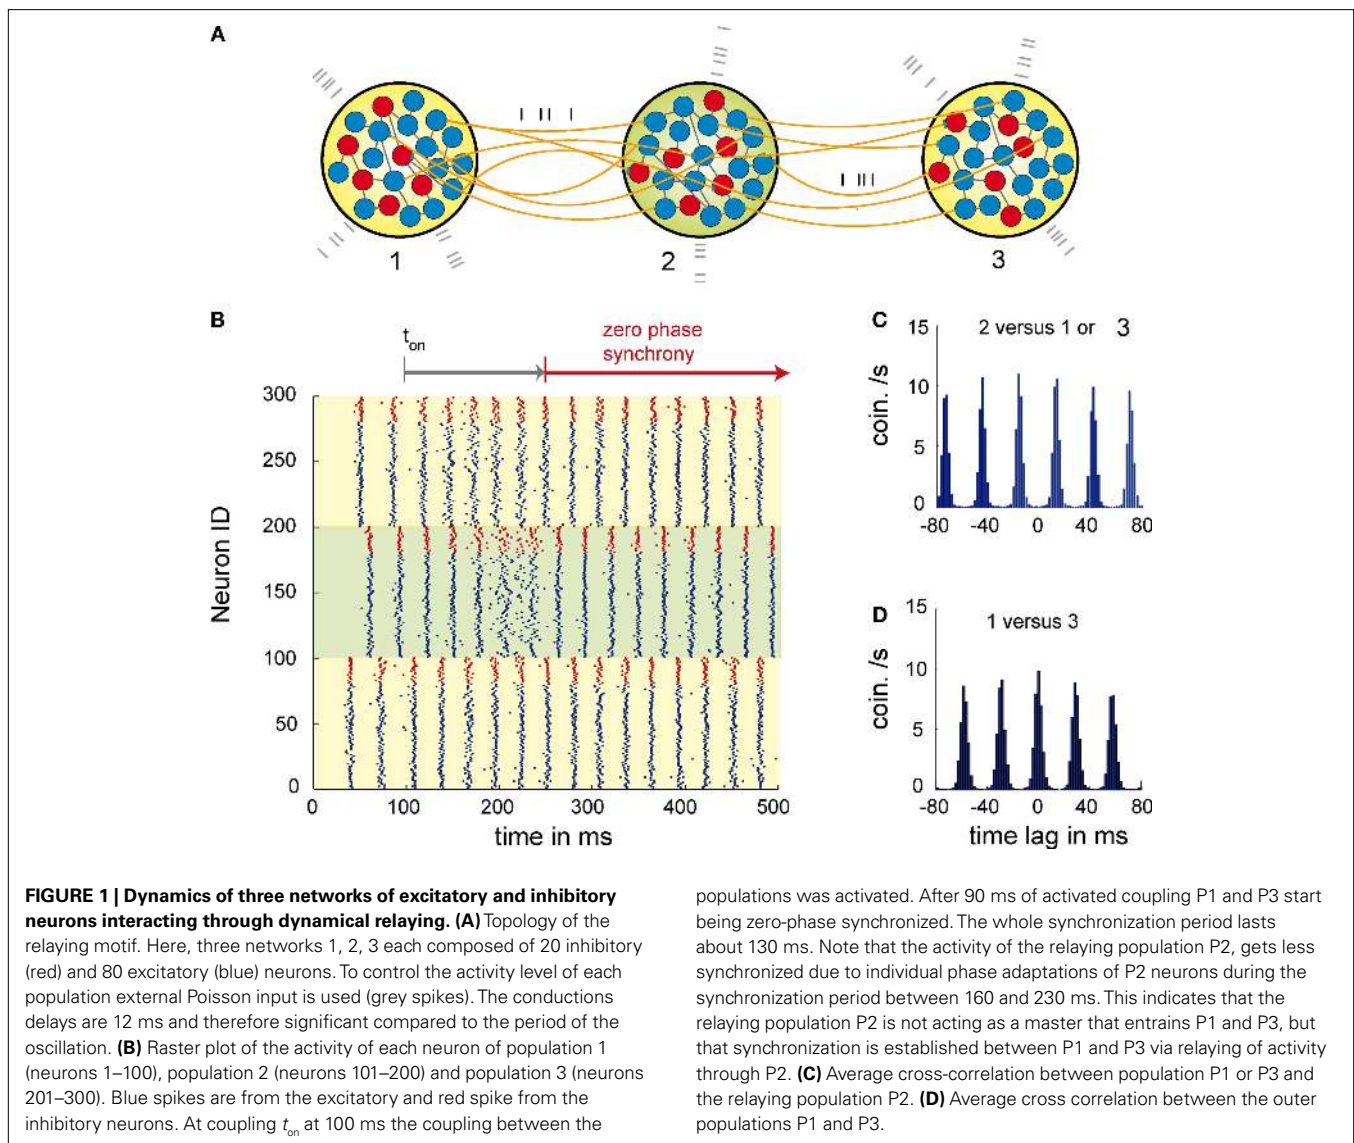 A
1
2
3
B
t_on
zero phase
synchrony
300
250
200
150
100
50
0
Neuron ID
0
100
200
300
400
500
time in ms
C
2 versus 1 or 3
15
10
5
0
coin. /s
-80 -40 0 40 80
D
1 versus 3
15
10
5
0
coin. /s
-80 -40 0 40 80
time lag in ms
FIGURE 1 | Dynamics of three networks of excitatory and inhibitory
neurons interacting through dynamical relaying. (A) Topology of the
relaying motif. Here, three networks 1, 2, 3 each composed of 20 inhibitory
(red) and 80 excitatory (blue) neurons. To control the activity level of each
population external Poisson input is used (grey spikes). The conductions
delays are 12 ms and therefore significant compared to the period of the
oscillation. (B) Raster plot of the activity of each neuron of population 1
(neurons 1–100), population 2 (neurons 101–200) and population 3 (neurons
201–300). Blue spikes are from the excitatory and red spike from the
inhibitory neurons. At coupling t_on at 100 ms the coupling between the
populations was activated. After 90 ms of activated coupling P1 and P3 start
being zero-phase synchronized. The whole synchronization period lasts
about 130 ms. Note that the activity of the relaying population P2, gets less
synchronized due to individual phase adaptations of P2 neurons during the
synchronization period between 160 and 230 ms. This indicates that the
relaying population P2 is not acting as a master that entrains P1 and P3, but
that synchronization is established between P1 and P3 via relaying of activity
through P2. (C) Average cross-correlation between population P1 or P3 and
the relaying population P2. (D) Average cross correlation between the outer
populations P1 and P3.